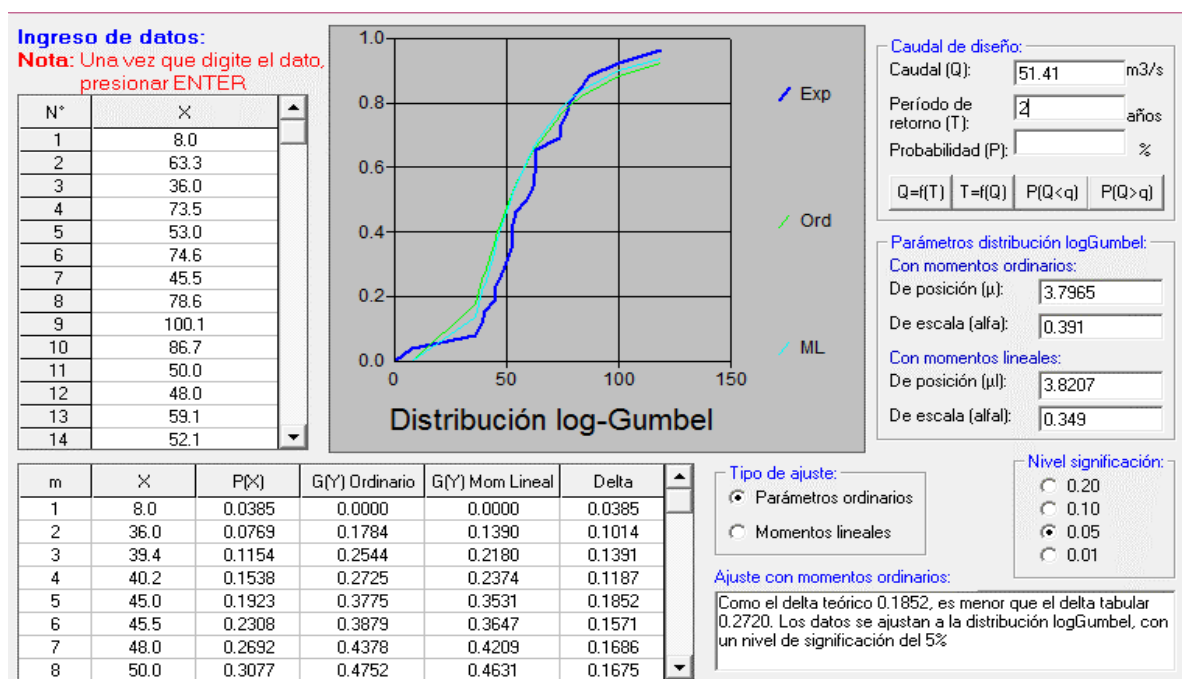 Ingreso de datos:
Nota: Una vez que digite el dato,
presionar ENTER
N° X
1 8.0
2 63.3
3 36.0
4 73.5
5 53.0
6 74.6
7 45.5
8 78.6
9 100.1
10 86.7
11 50.0
12 48.0
13 59.1
14 52.1
1.0
0.8
0.6
0.4
0.2
0.0
0 50 100 150
Exp
Ord
ML
Distribución log-Gumbel
Caudal de diseño:
Caudal (Q): 51.41 m3/s
Período de
retorno (T): 2 años
Probabilidad (P): %
Q=f(T) T=f(Q) P(Q<q) P(Q>q)
Parámetros distribución logGumbel:
Con momentos ordinarios:
De posición (μ): 3.7965
De escala (alfa): 0.391
Con momentos lineales:
De posición (μl): 3.8207
De escala (alfal): 0.349
m X P(X) G(Y) Ordinario G(Y) Mom Lineal Delta
1 8.0 0.0385 0.0000 0.0000 0.0385
2 36.0 0.0769 0.1784 0.1390 0.1014
3 39.4 0.1154 0.2544 0.2180 0.1391
4 40.2 0.1538 0.2725 0.2374 0.1187
5 45.0 0.1923 0.3775 0.3531 0.1852
6 45.5 0.2308 0.3879 0.3647 0.1571
7 48.0 0.2692 0.4378 0.4209 0.1686
8 50.0 0.3077 0.4752 0.4631 0.1675
Tipo de ajuste:
Parámetros ordinarios
Momentos lineales
Nivel significación:
0.20
0.10
0.05
0.01
Ajuste con momentos ordinarios:
Como el delta teórico 0.1852, es menor que el delta tabular
0.2720. Los datos se ajustan a la distribución logGumbel, con
un nivel de significación del 5%